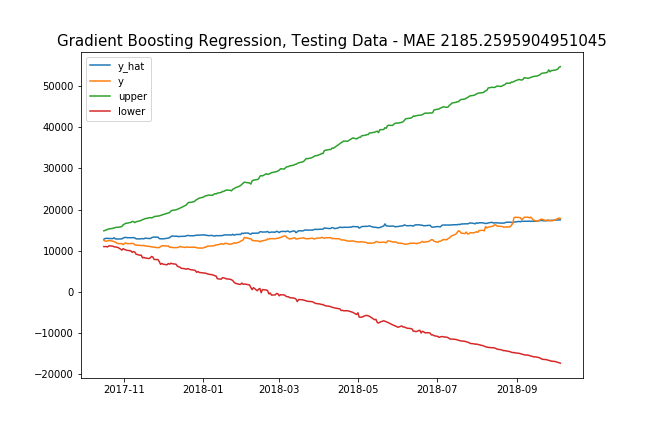 Gradient Boosting Regression, Testing Data - MAE 2185.2595904951045
y_hat
y
upper
lower
50000
40000
30000
20000
10000
0
−10000
−20000
2017-11
2018-01
2018-03
2018-05
2018-07
2018-09